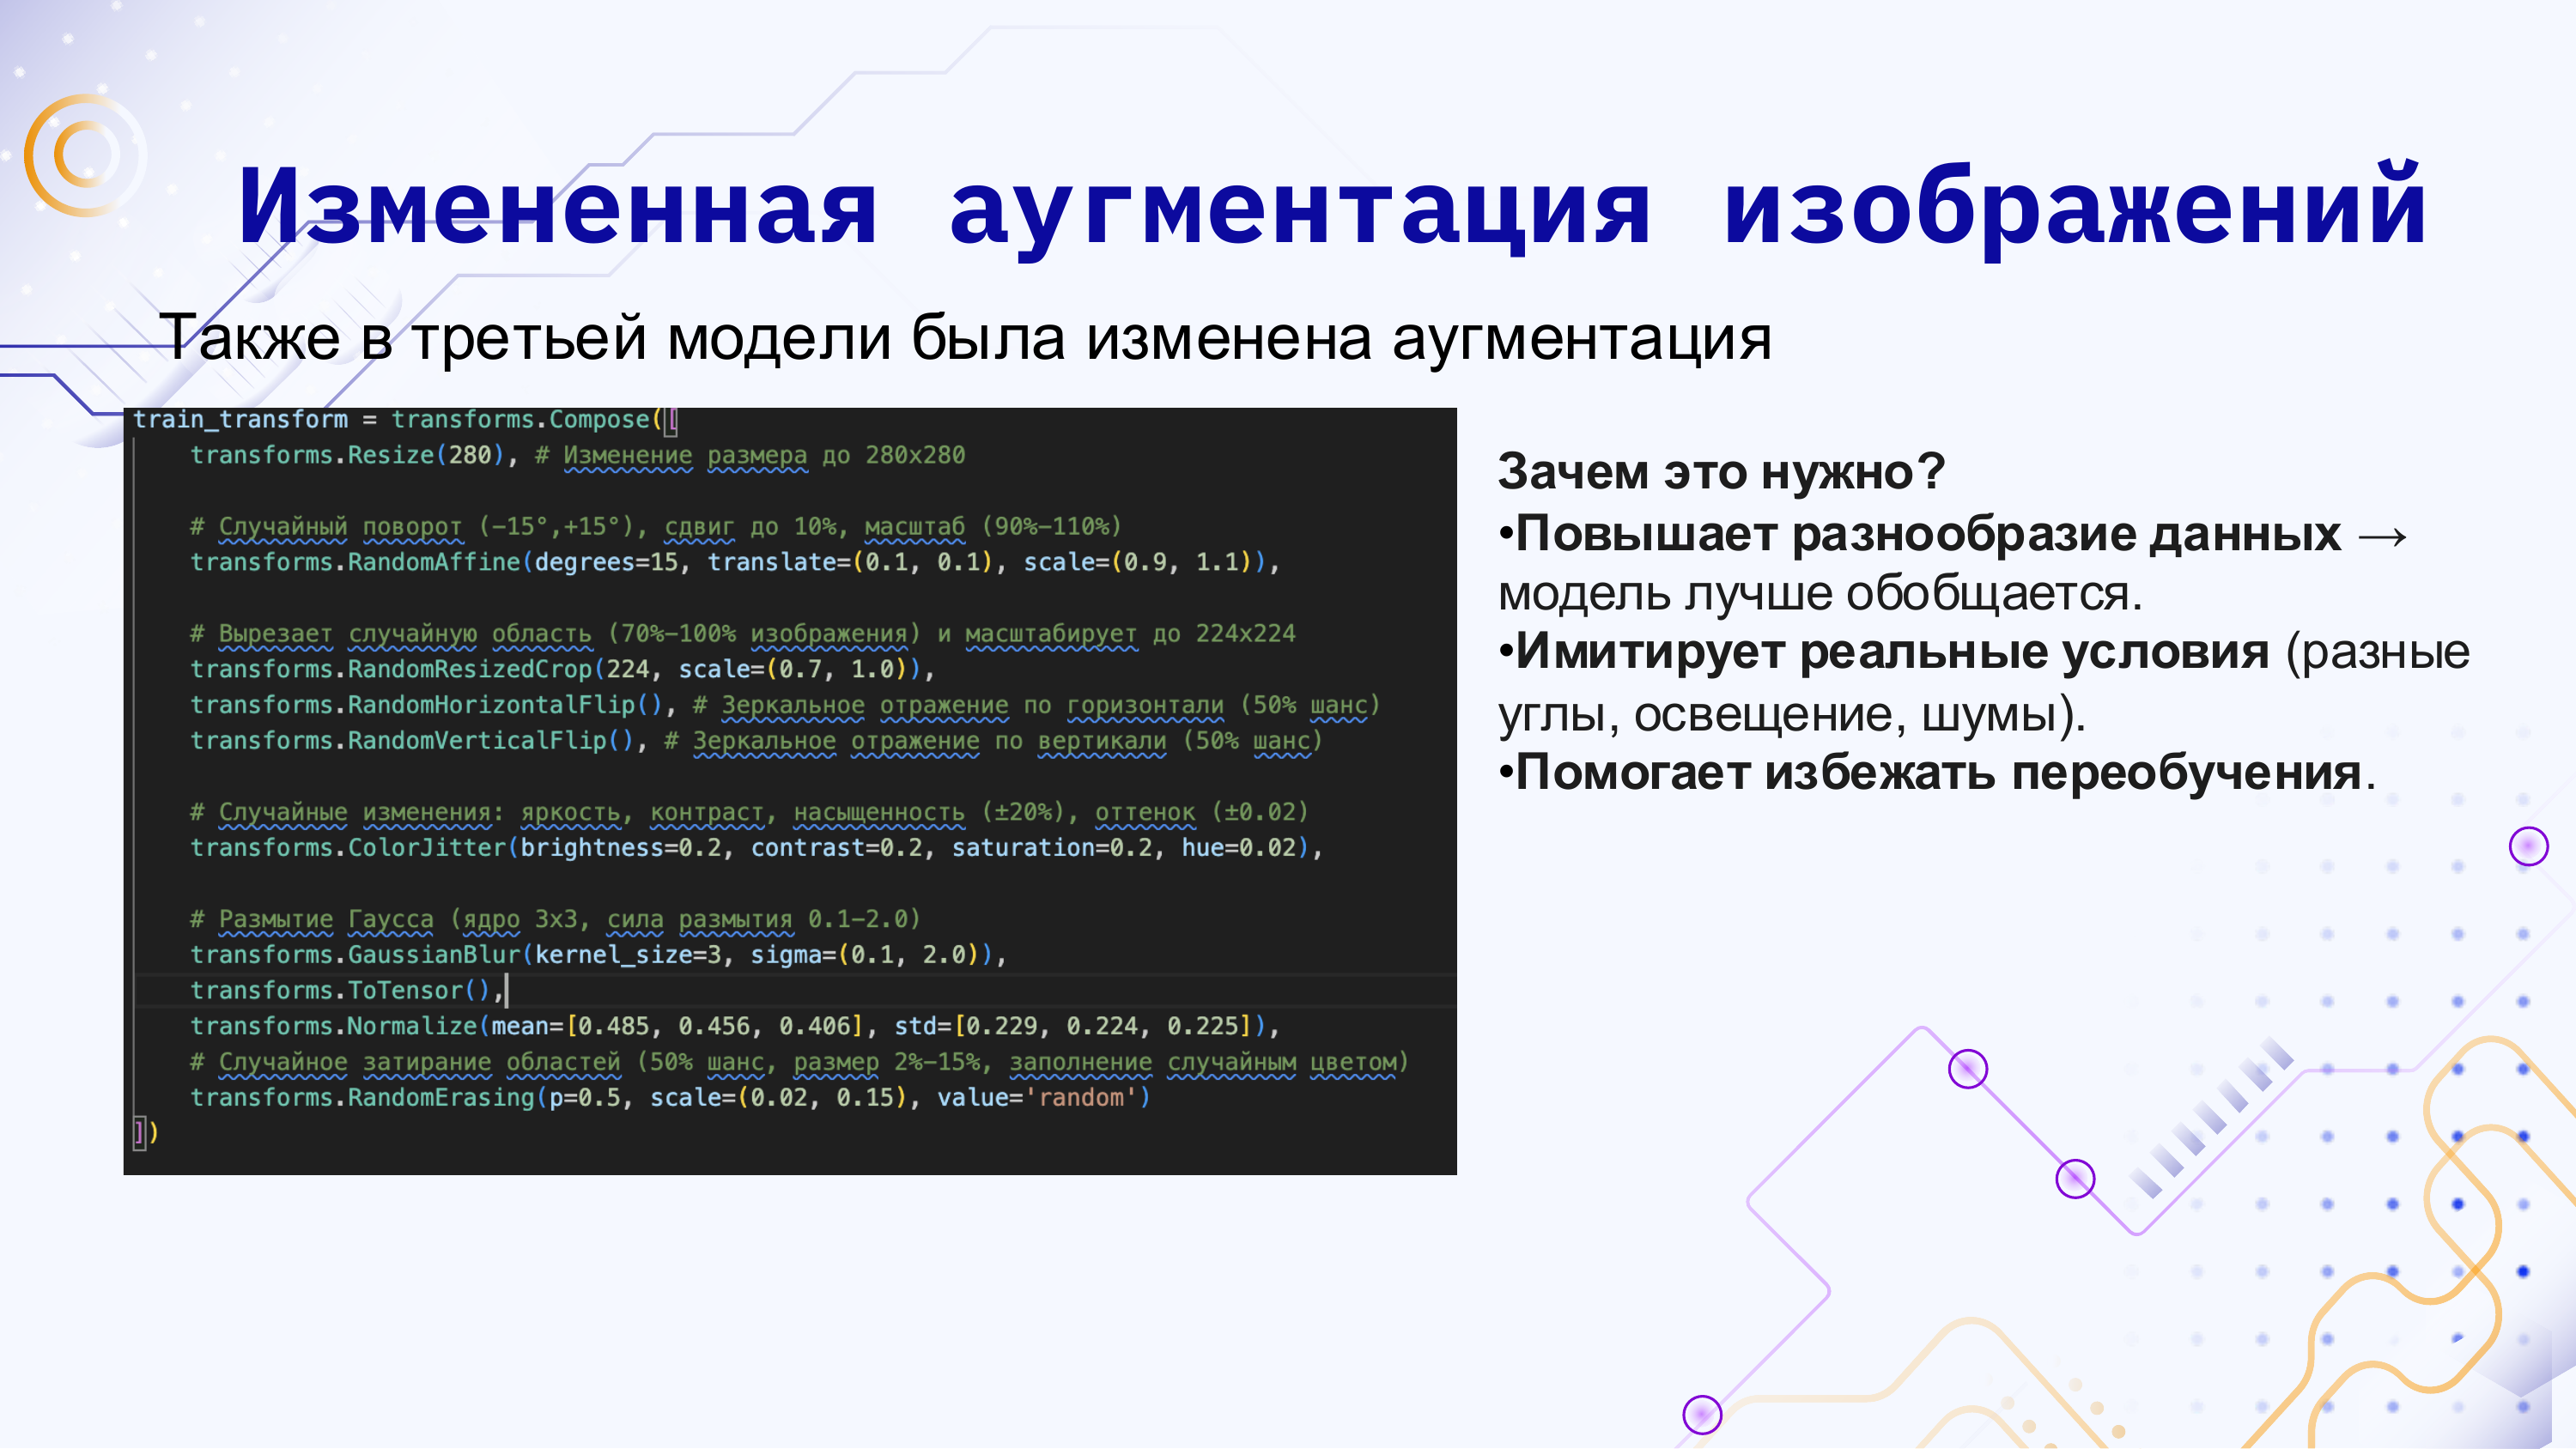 Измененная аугментация изображений
Также в третьей модели была изменена аугментация
train_transform = transforms.Compose([
    transforms.Resize(280), # Изменение размера до 280x280
    # Случайный поворот (-15°,+15°), сдвиг до 10%, масштаб (90%-110%)
    transforms.RandomAffine(degrees=15, translate=(0.1, 0.1), scale=(0.9, 1.1)),
    # Вырезает случайную область (70%-100% изображения) и масштабирует до 224x224
    transforms.RandomResizedCrop(224, scale=(0.7, 1.0)),
    transforms.RandomHorizontalFlip(), # Зеркальное отражение по горизонтали (50% шанс)
    transforms.RandomVerticalFlip(), # Зеркальное отражение по вертикали (50% шанс)
    # Случайные изменения: яркость, контраст, насыщенность (±20%), оттенок (±0.02)
    transforms.ColorJitter(brightness=0.2, contrast=0.2, saturation=0.2, hue=0.02),
    # Размытие Гаусса (ядро 3x3, сила размытия 0.1-2.0)
    transforms.GaussianBlur(kernel_size=3, sigma=(0.1, 2.0)),
    transforms.ToTensor(),
    transforms.Normalize(mean=[0.485, 0.456, 0.406], std=[0.229, 0.224, 0.225]),
    # Случайное затирание областей (50% шанс, размер 2%-15%, заполнение случайным цветом)
    transforms.RandomErasing(p=0.5, scale=(0.02, 0.15), value='random')
])
Зачем это нужно?
•Повышает разнообразие данных →
модель лучше обобщается.
•Имитирует реальные условия (разные
углы, освещение, шумы).
•Помогает избежать переобучения.